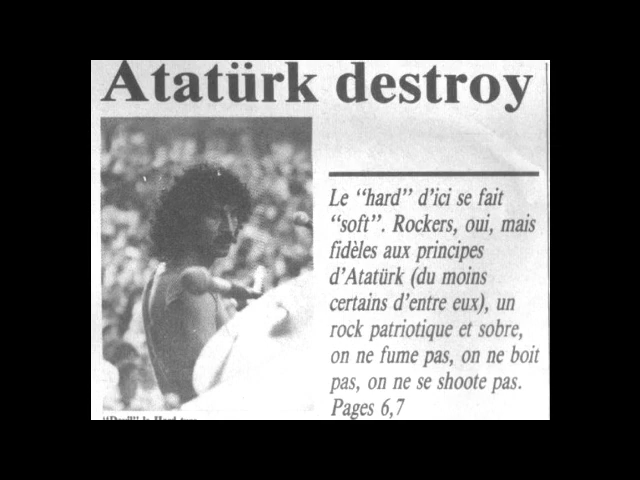 Atatürk destroy
Le “hard” d’ici se fait
“soft”. Rockers, oui, mais
fidèles aux principes
d’Atatürk (du moins
certains d’entre eux), un
rock patriotique et sobre,
on ne fume pas, on ne boit
pas, on ne se shoote pas.
Pages 6,7